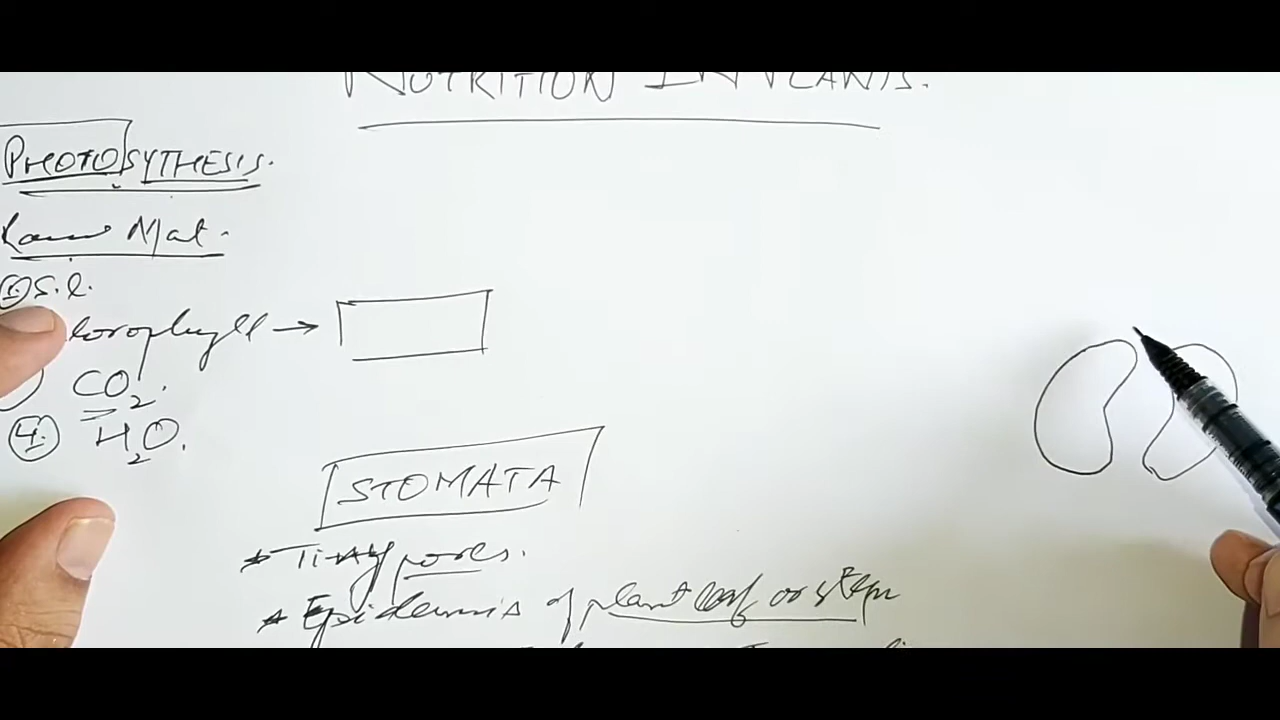 NUTRITION IN PLANTS.
PHOTOSYTHESIS.
Raw Mat.
① S.l.
lorophyll →
CO₂.
④. H₂O.
STOMATA
* Tiny pores.
* Epidermis of plant leaf or stem